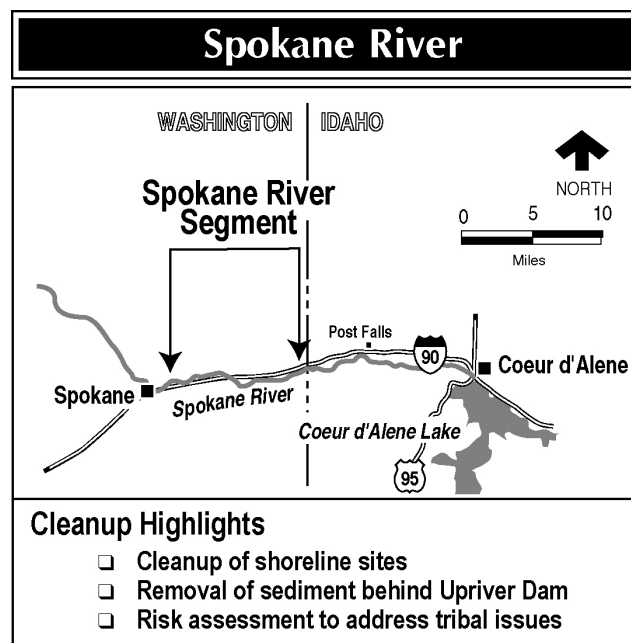 Spokane River
WASHINGTON IDAHO
NORTH
Spokane River
Segment
0 5 10
Miles
Post Falls
90
Coeur d'Alene
Spokane
Spokane River
Coeur d'Alene Lake
95
Cleanup Highlights
❑ Cleanup of shoreline sites
❑ Removal of sediment behind Upriver Dam
❑ Risk assessment to address tribal issues